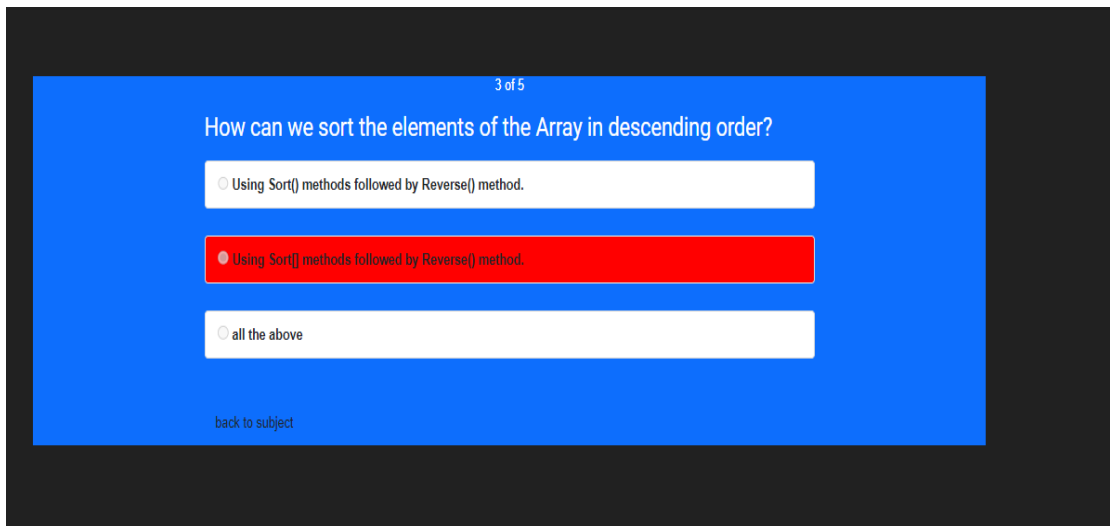 3 of 5
How can we sort the elements of the Array in descending order?
Using Sort() methods followed by Reverse() method.
Using Sort[] methods followed by Reverse() method.
all the above
back to subject